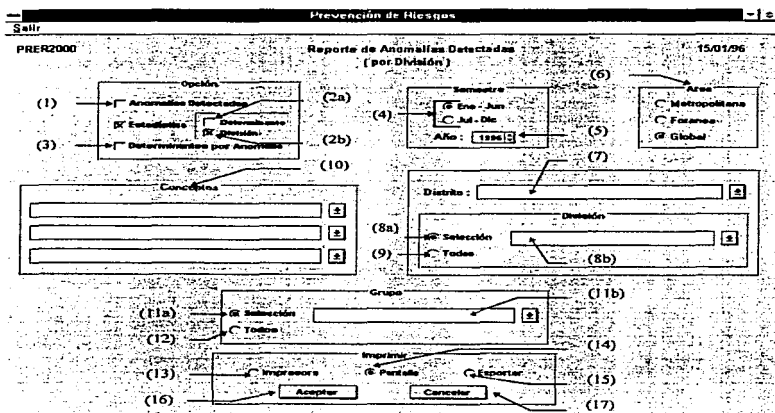 Prevención de Riesgos
Salir
PRER2000
Reporte de Anomalías Detectadas
(por División)
15/01/96
(6)
Opción
Semestre
Area
(1)
Anomalías Detectadas
(2a)
Estadística
Determinante
División
(2b)
(3)
Determinantes por Anomalía
(4)
Ene - Jun
Jul - Dic
Año :
1996
(5)
Metropolitana
Foranea
Global
(10)
(7)
Conceptos
Distrito :
División
(8a)
Selección
(9)
Todas
(8b)
Grupo
(11b)
(11a)
Selección
(12)
Todos
Imprimir
(14)
(13)
Impresora
Pantalla
Exportar
(15)
(16)
Aceptar
Cancelar
(17)